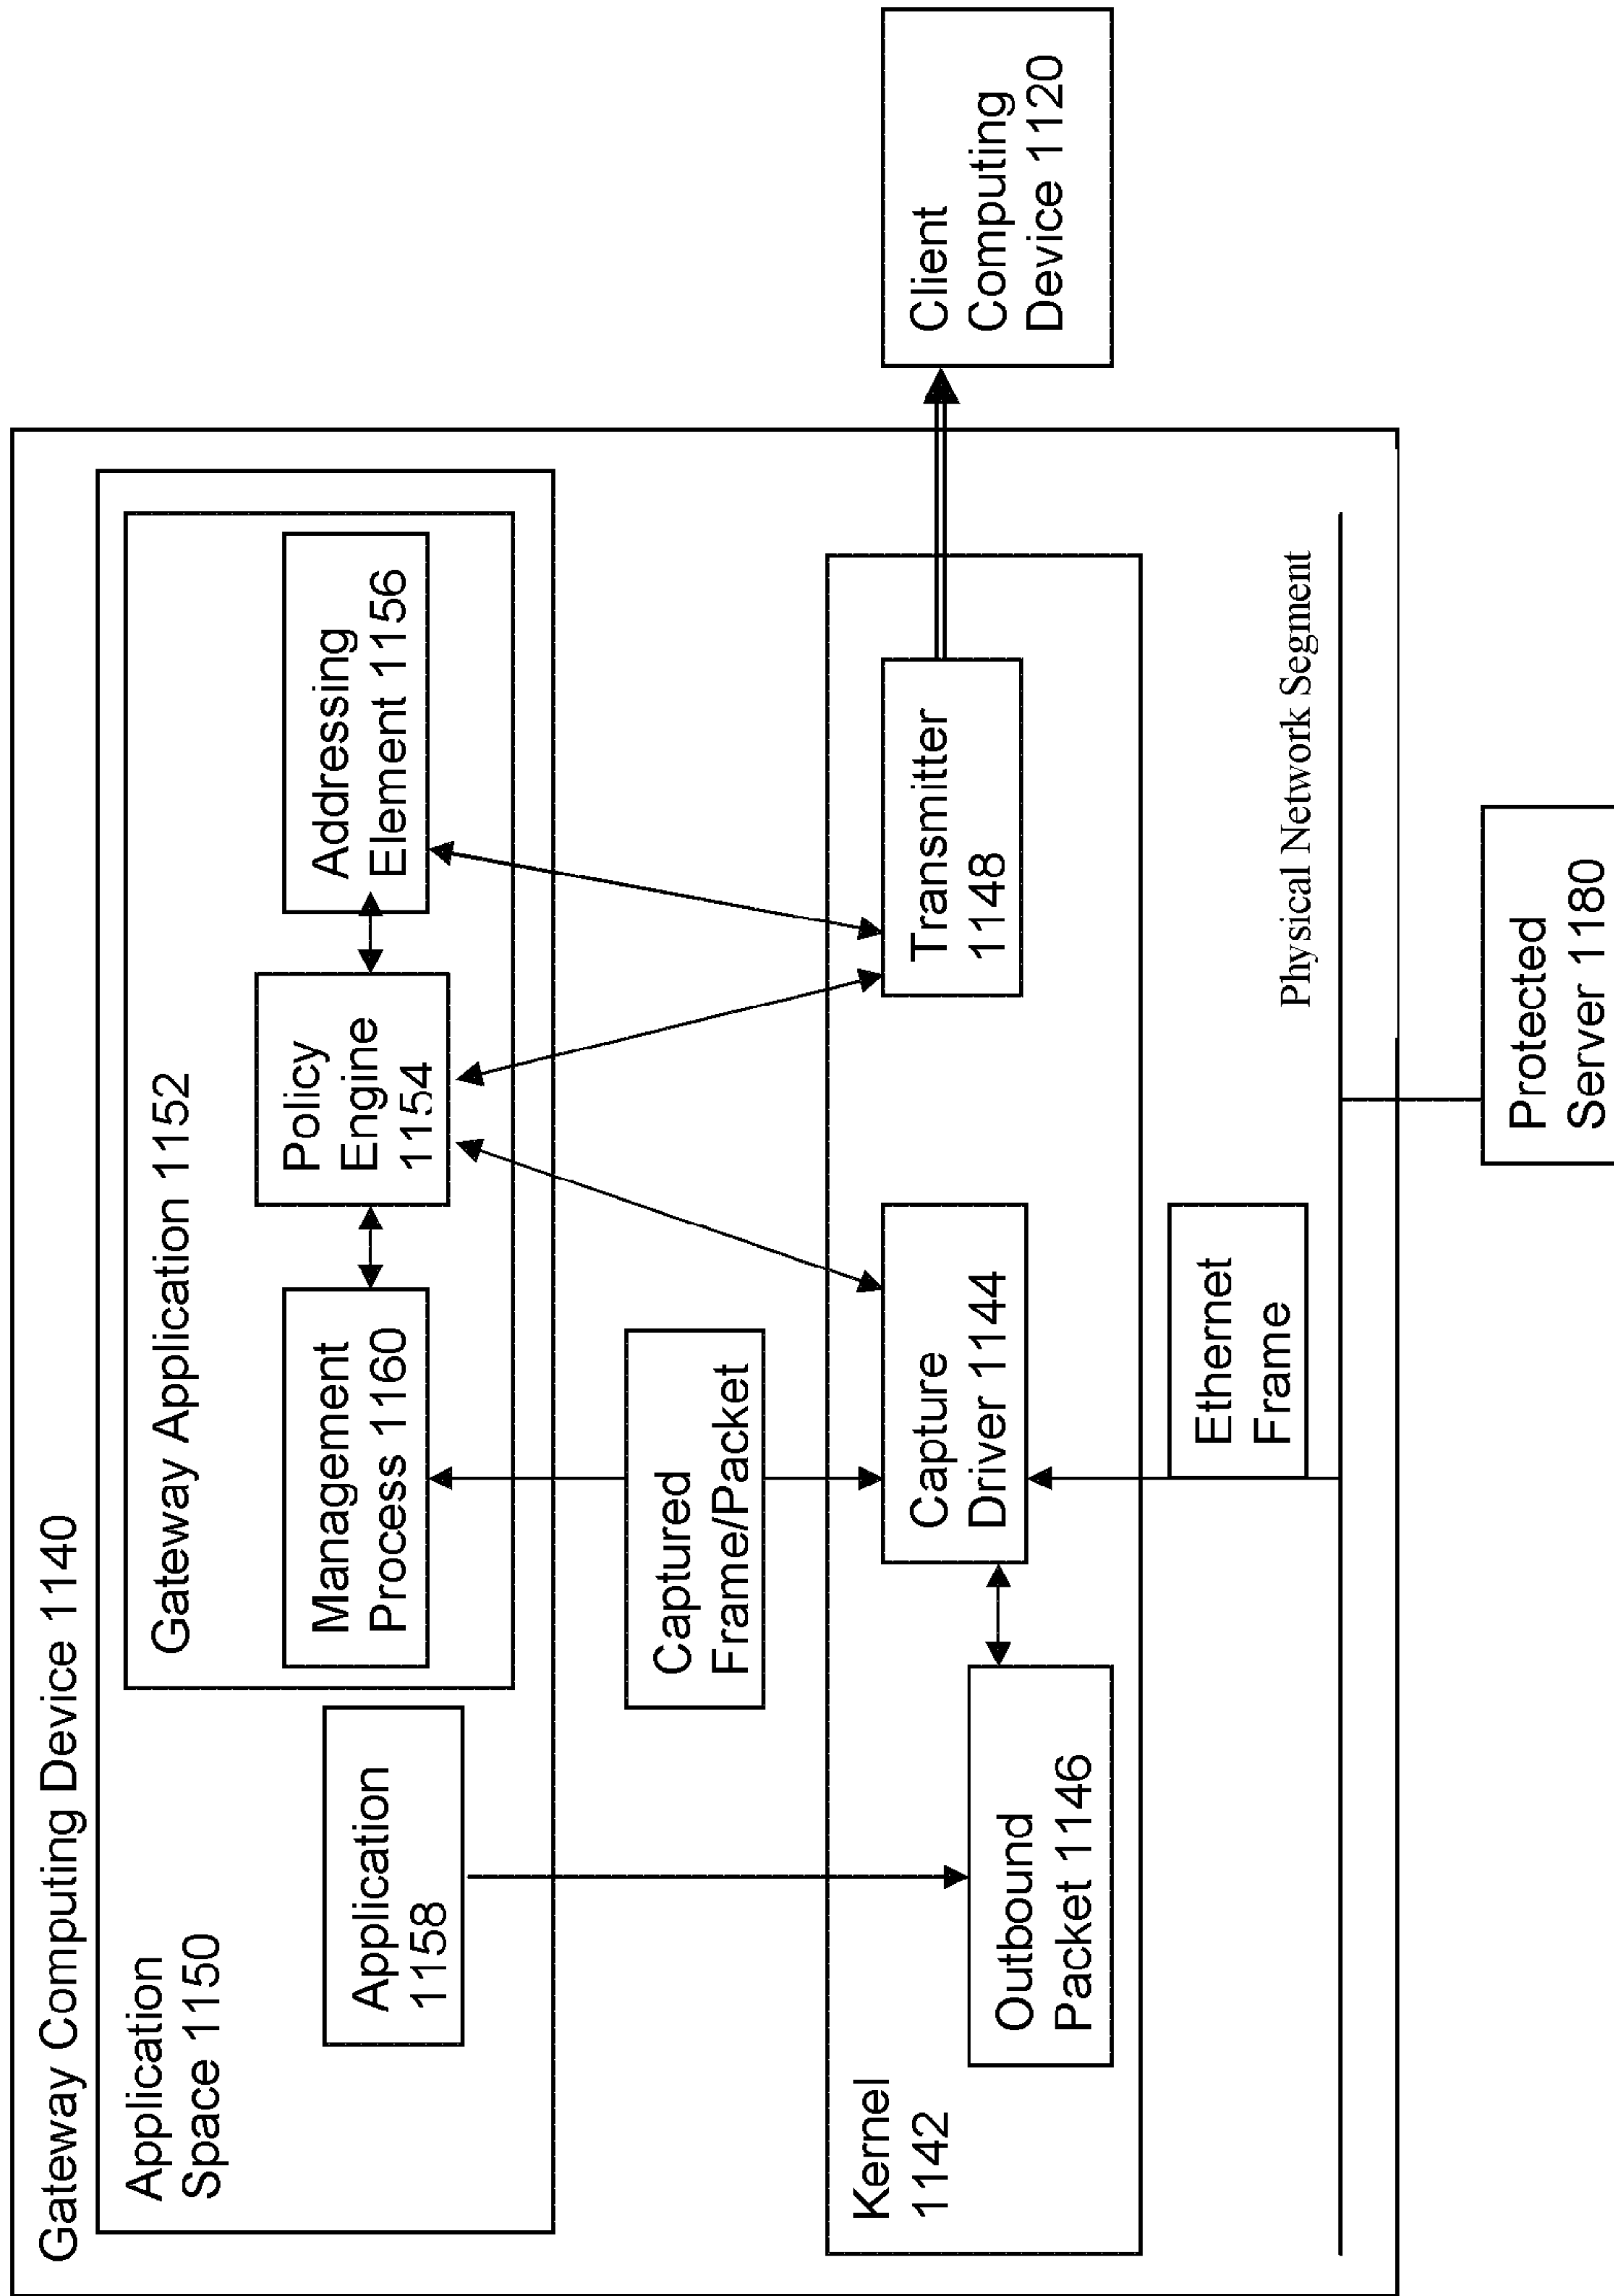 Gateway Computing Device 1140
Application
Space 1150
Gateway Application 1152
Application
1158
Management
Process 1160
Policy
Engine
1154
Addressing
Element 1156
Captured
Frame/Packet
Kernel
1142
Outbound
Packet 1146
Capture
Driver 1144
Transmitter
1148
Client
Computing
Device 1120
Ethernet
Frame
Physical Network Segment
Protected
Server 1180